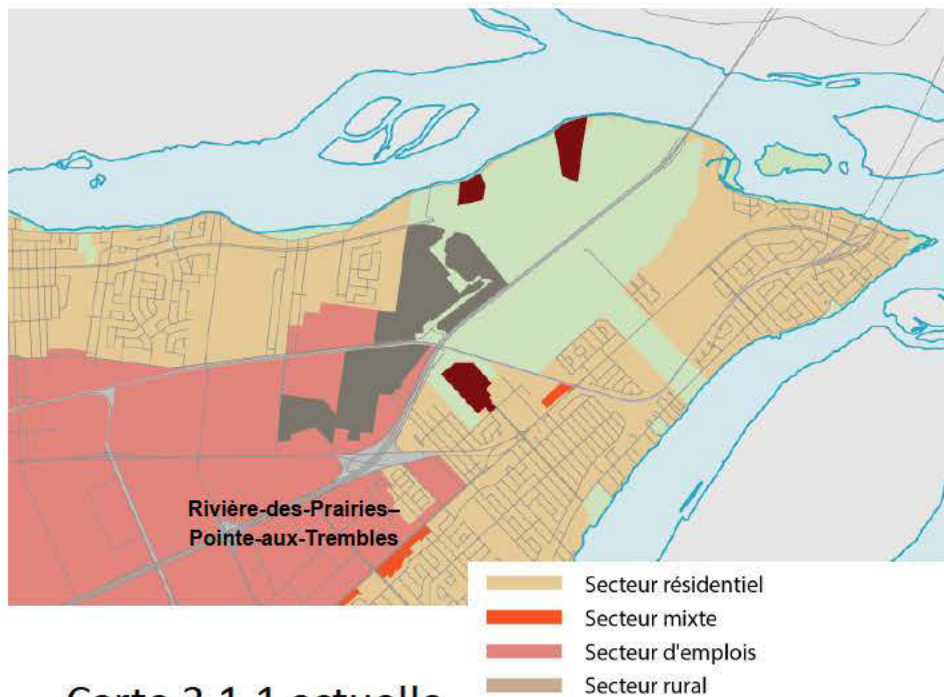 Rivière-des-Prairies–
Pointe-aux-Trembles
Secteur résidentiel
Secteur mixte
Secteur d'emplois
Secteur rural
Carte 3.1.1 actuelle